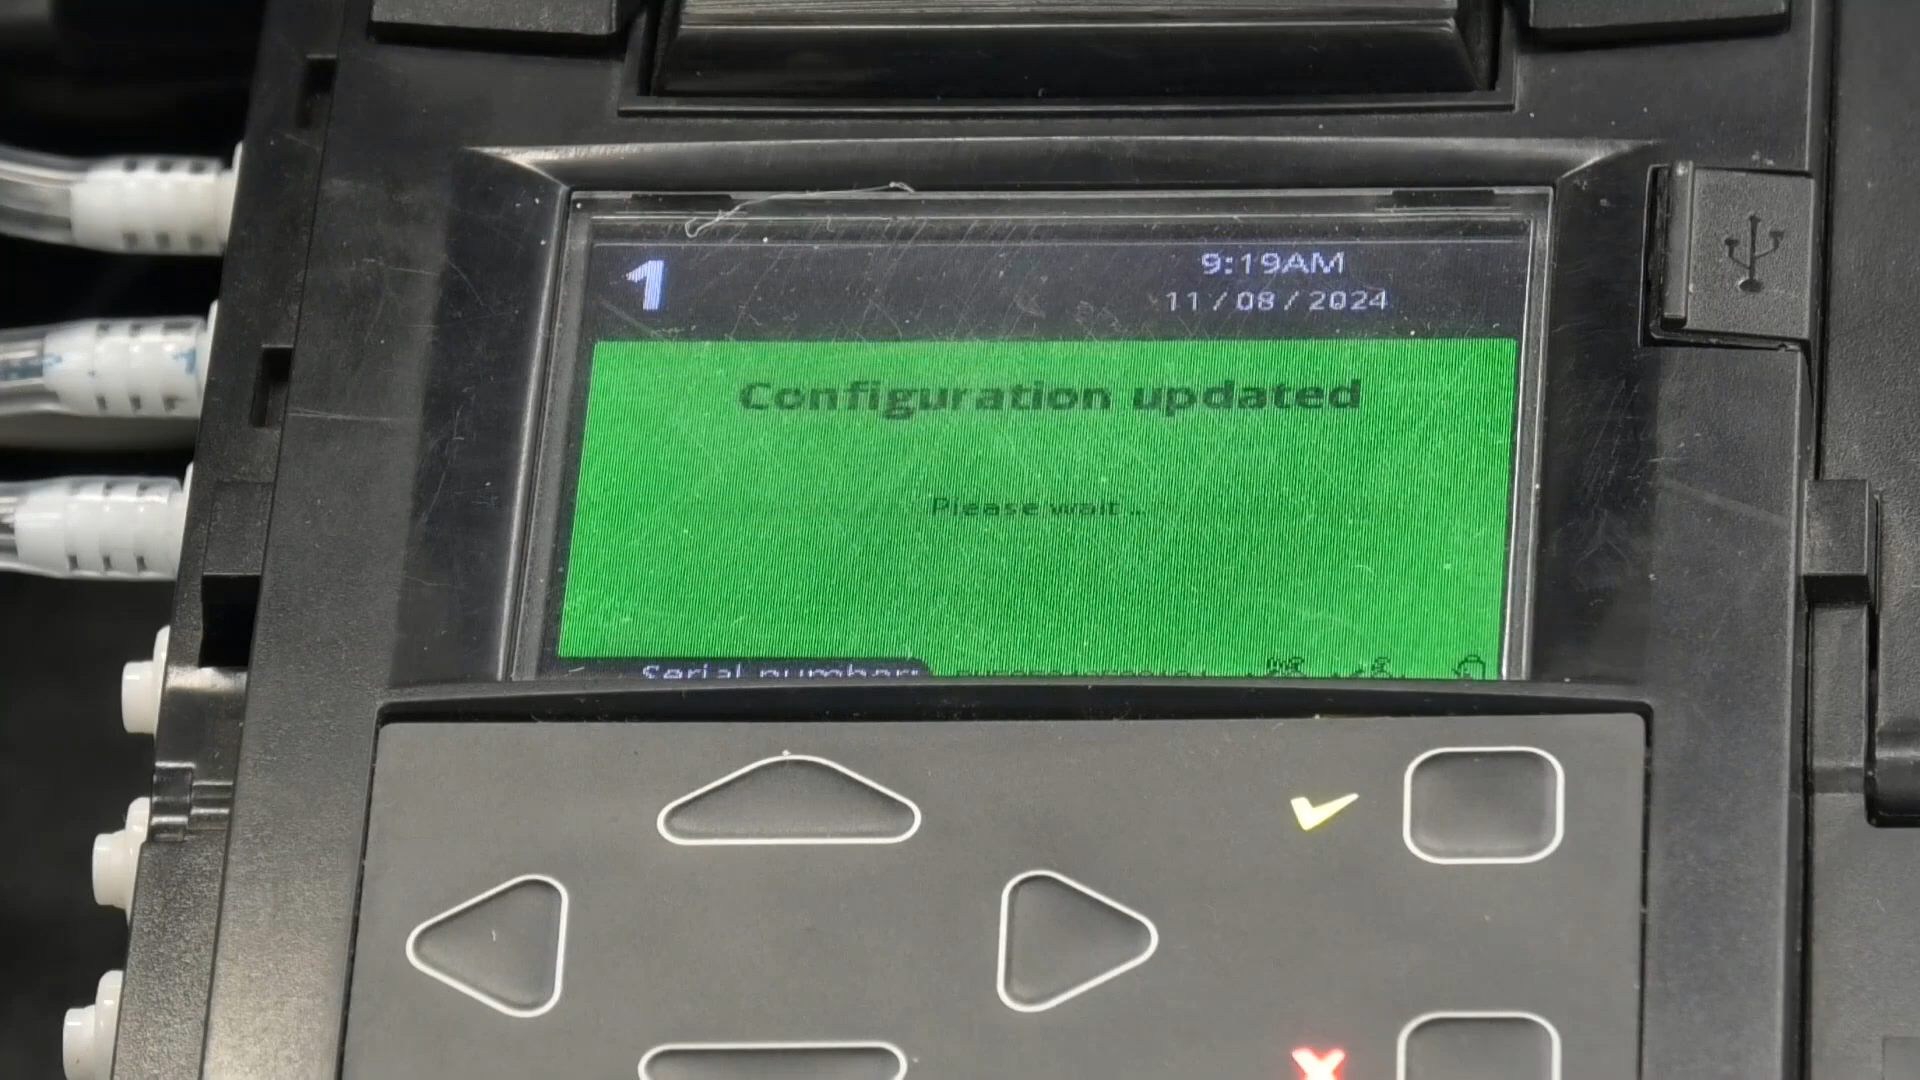 1
9:19AM
11/08/2024
Configuration updated
Please wait ...
Serial number: